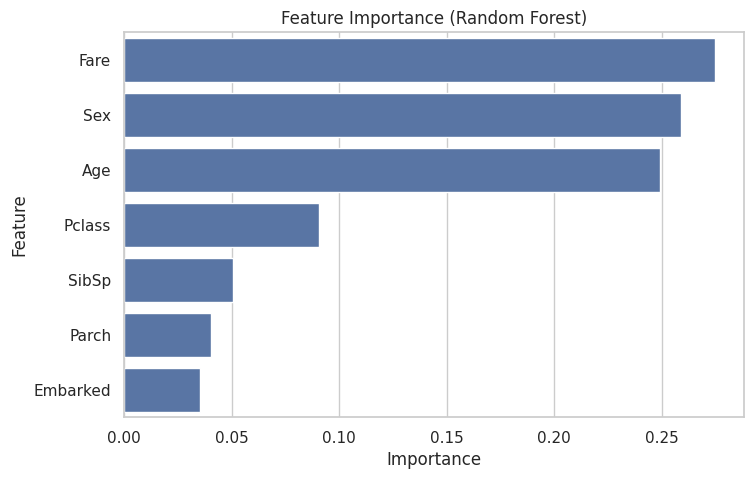 Feature Importance (Random Forest)
Feature
Fare
Sex
Age
Pclass
SibSp
Parch
Embarked
0.00 0.05 0.10 0.15 0.20 0.25
Importance